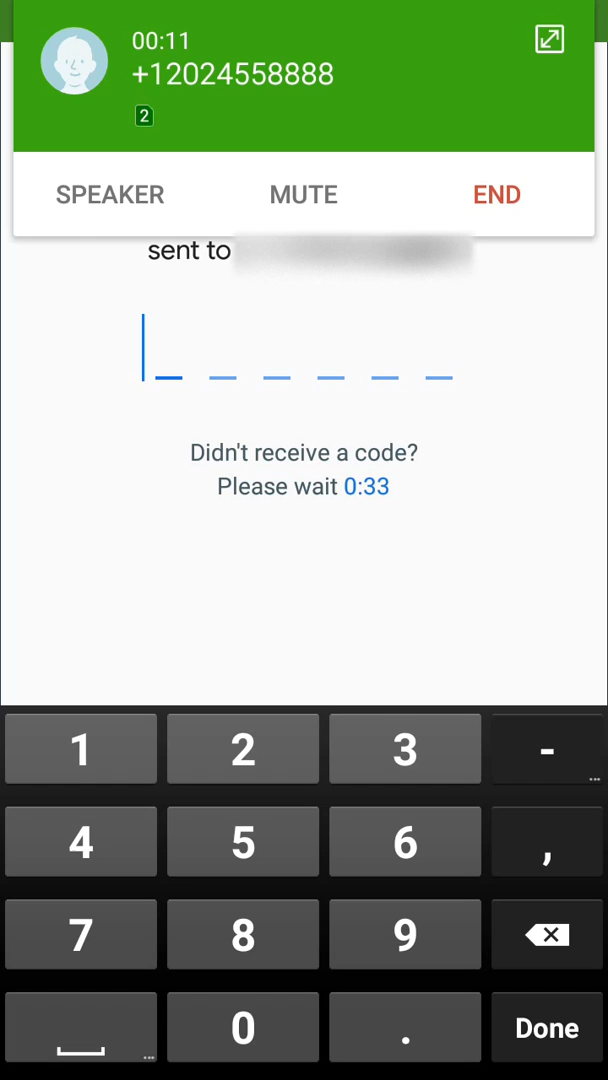 00:11
+12024558888
2
SPEAKER MUTE END
sent to
Didn't receive a code?
Please wait 0:33
1 2 3 -
4 5 6 ,
7 8 9
0 . Done